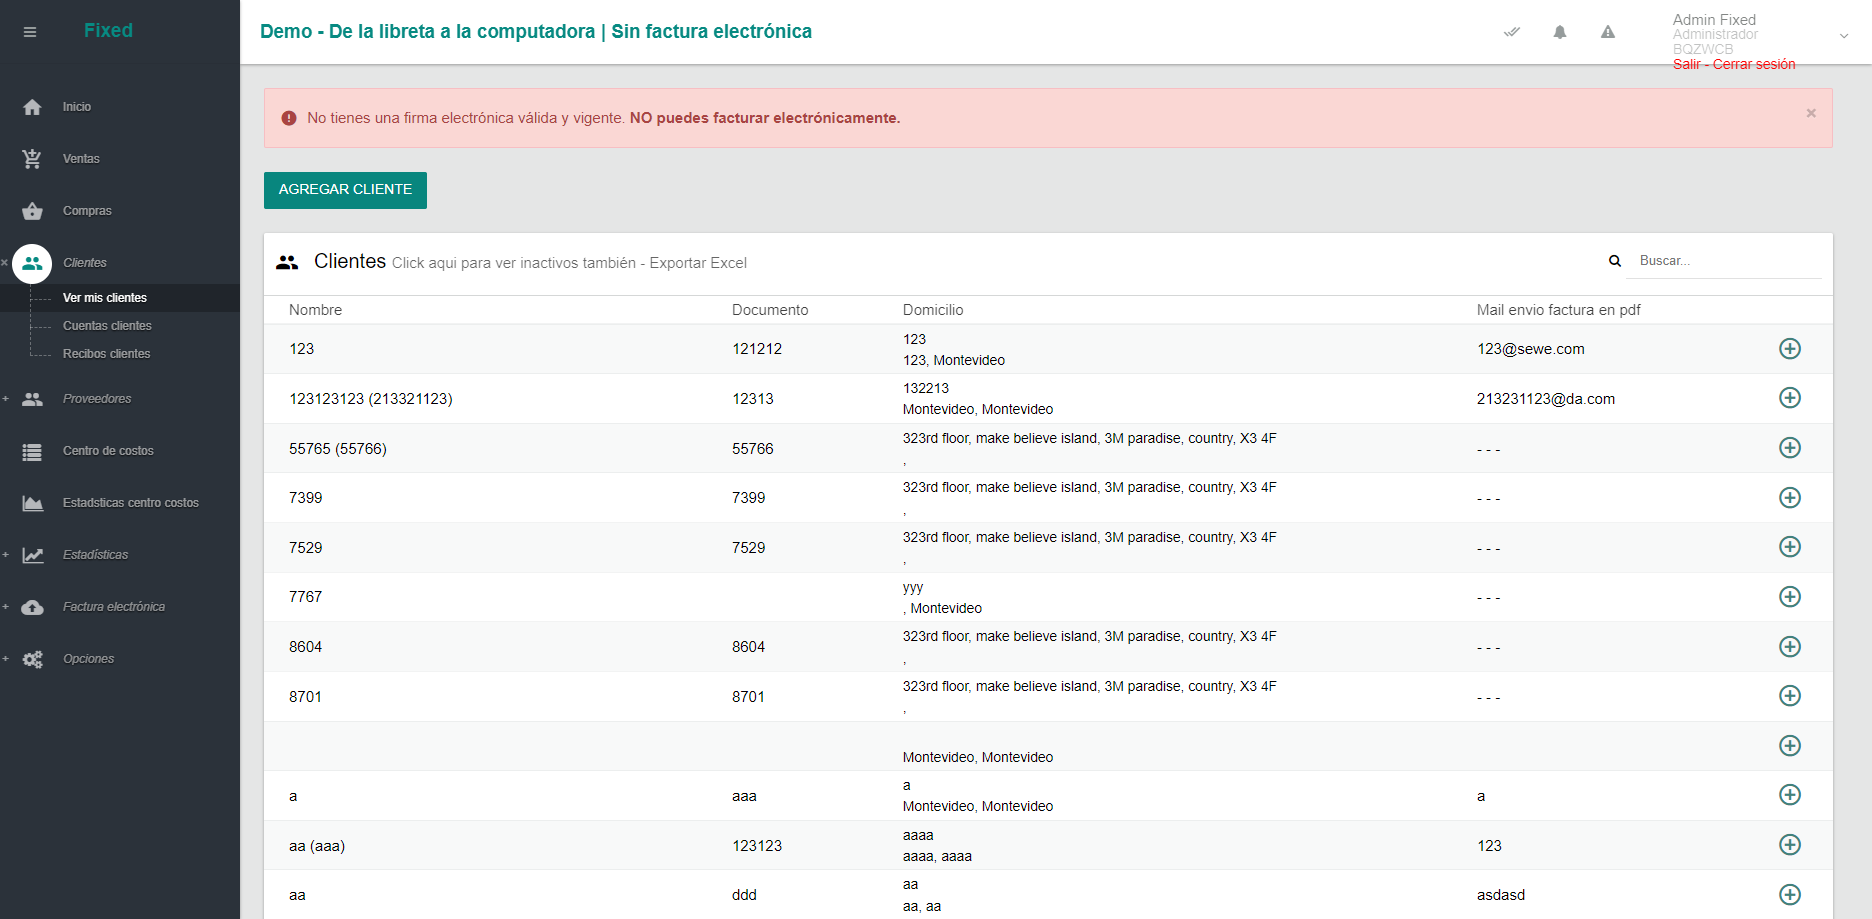 Fixed
Demo - De la libreta a la computadora | Sin factura electrónica
Admin Fixed
Administrador
BQZWCB
Salir - Cerrar sesión
Inicio
Ventas
Compras
Clientes
Ver mis clientes
Cuentas clientes
Recibos clientes
Proveedores
Centro de costos
Estadsticas centro costos
Estadísticas
Factura electrónica
Opciones
No tienes una firma electrónica válida y vigente. NO puedes facturar electrónicamente.
×
AGREGAR CLIENTE
Clientes Click aqui para ver inactivos también - Exportar Excel
Buscar...
Nombre Documento Domicilio Mail envio factura en pdf
123 121212 123
123, Montevideo
123@sewe.com
123123123 (213321123) 12313 132213
Montevideo, Montevideo
213231123@da.com
55765 (55766) 55766 323rd floor, make believe island, 3M paradise, country, X3 4F
,
- - -
7399 7399 323rd floor, make believe island, 3M paradise, country, X3 4F
,
- - -
7529 7529 323rd floor, make believe island, 3M paradise, country, X3 4F
,
- - -
7767 yyy
, Montevideo
- - -
8604 8604 323rd floor, make believe island, 3M paradise, country, X3 4F
,
- - -
8701 8701 323rd floor, make believe island, 3M paradise, country, X3 4F
,
- - -
Montevideo, Montevideo
a aaa a
Montevideo, Montevideo
a
aa (aaa) 123123 aaaa
aaaa, aaaa
123
aa ddd aa
aa, aa
asdasd